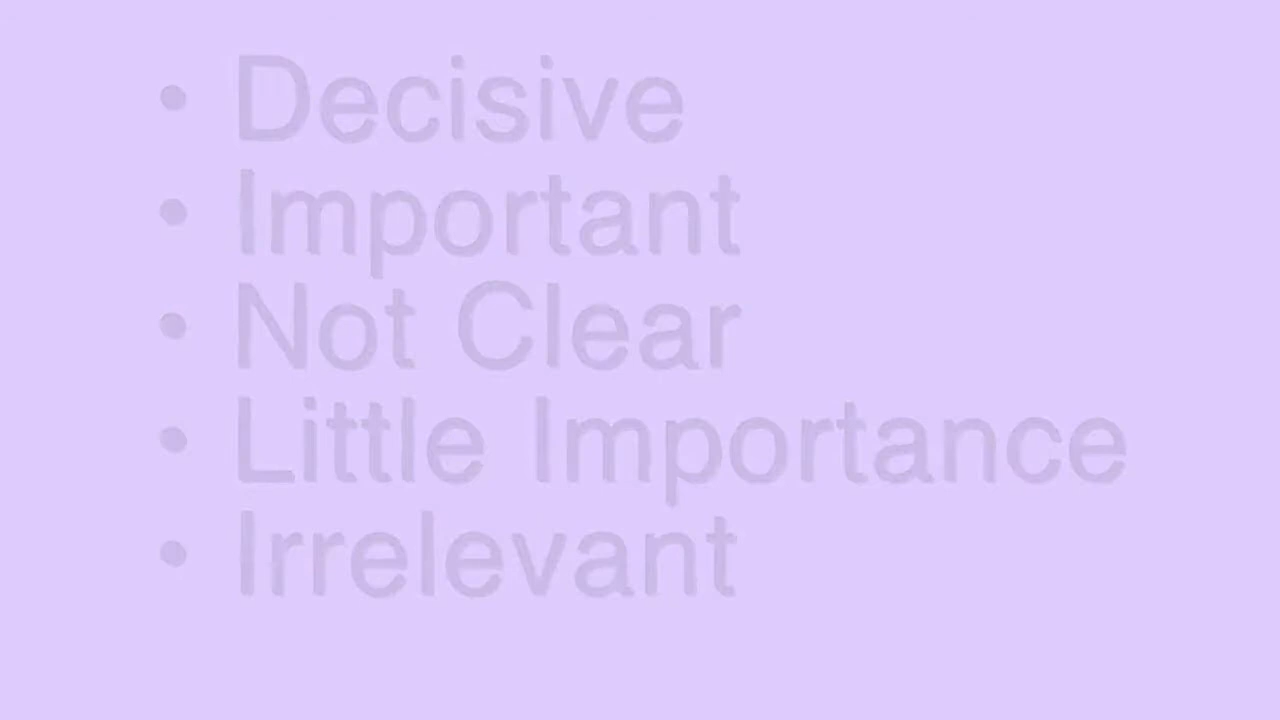 • Decisive
• Important
• Not Clear
• Little Importance
• Irrelevant